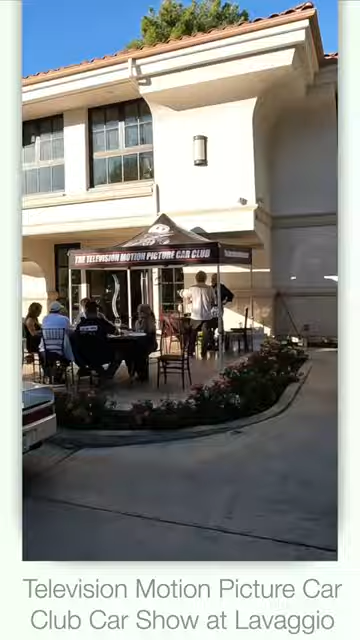 THE TELEVISION MOTION PICTURE CAR CLUB
Television Motion Picture Car
Club Car Show at Lavaggio